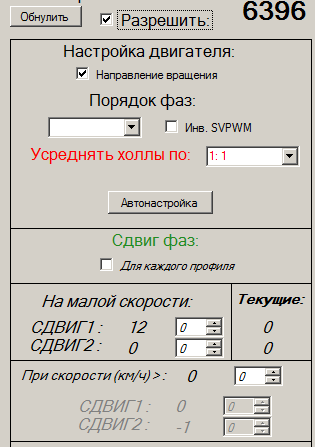 Обнулить
Разрешить:
6396
Настройка двигателя:
Направление вращения
Порядок фаз:
Инв. SVPWM
Усреднять холлы по: 1: 1
Автонастройка
Сдвиг фаз:
Для каждого профиля
На малой скорости: Текущие:
СДВИГ1: 12 0 0
СДВИГ2: 0 0 0
При скорости (км/ч) >: 0 0
СДВИГ1: 0 0
СДВИГ2: -1 0